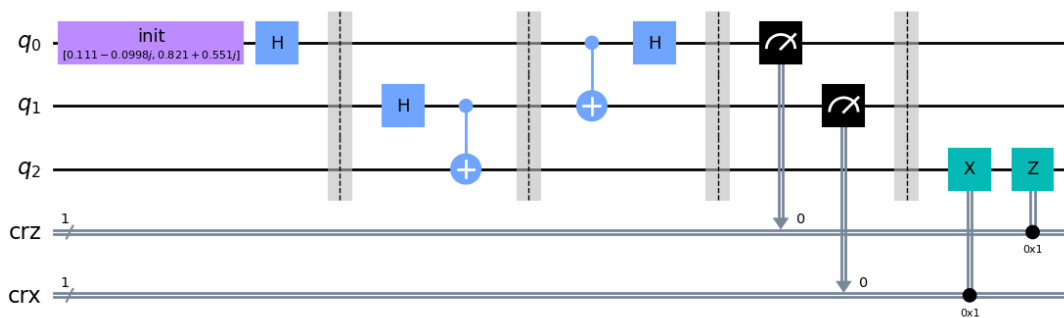 q0 init H H
[0.111−0.0998j, 0.821+0.551j]
q1 H
q2 X Z
crz 1 0 0x1
crx 1 0 0x1